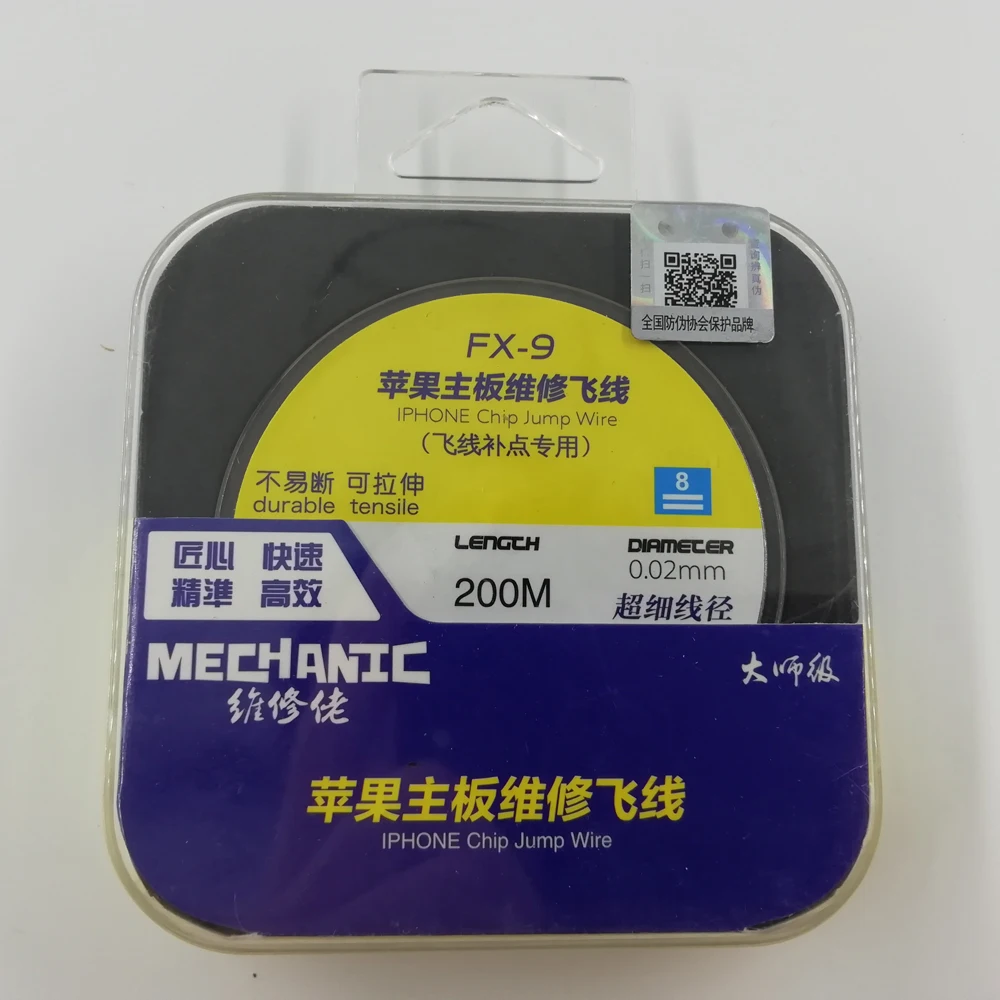 全国防伪协会保护品牌
FX-9
苹果主板维修飞线
IPHONE Chip Jump Wire
(飞线补点专用)
不易断 可拉伸
durable tensile
8
LENGTH
DIAMETER
200M
0.02mm
超细线径
匠心 快速
精準 高效
MECHANIC
维修佬
大师级
苹果主板维修飞线
IPHONE Chip Jump Wire